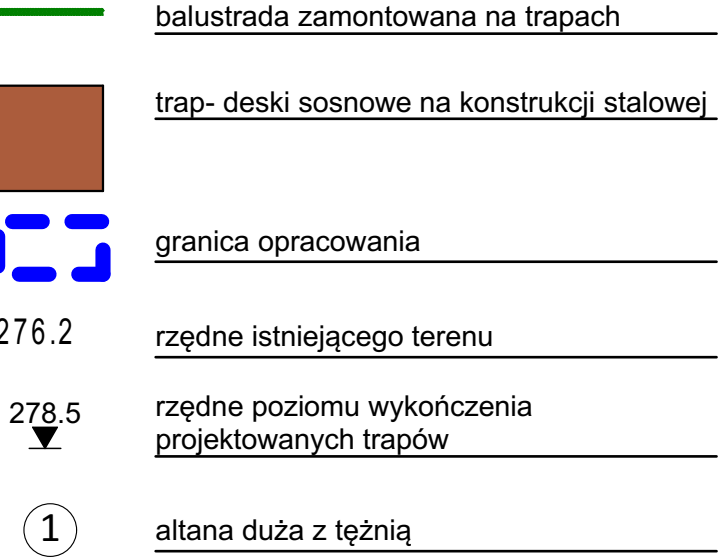 balustrada zamontowana na trapach
trap- deski sosnowe na konstrukcji stalowej
granica opracowania
276.2 rzędne istniejącego terenu
278.5 rzędne poziomu wykończenia
projektowanych trapów
1 altana duża z tężnią